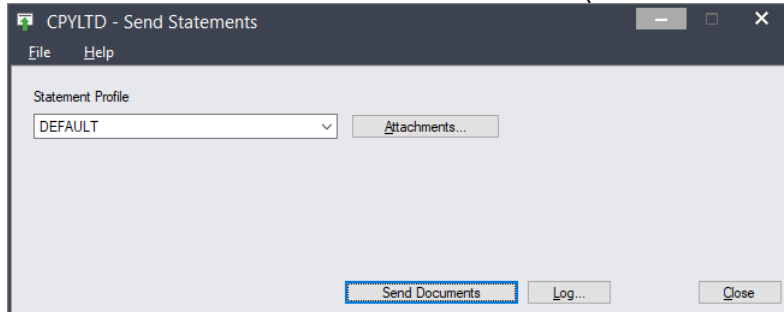 CPYLTD - Send Statements
File Help
Statement Profile
DEFAULT Attachments...
Send Documents Log... Close